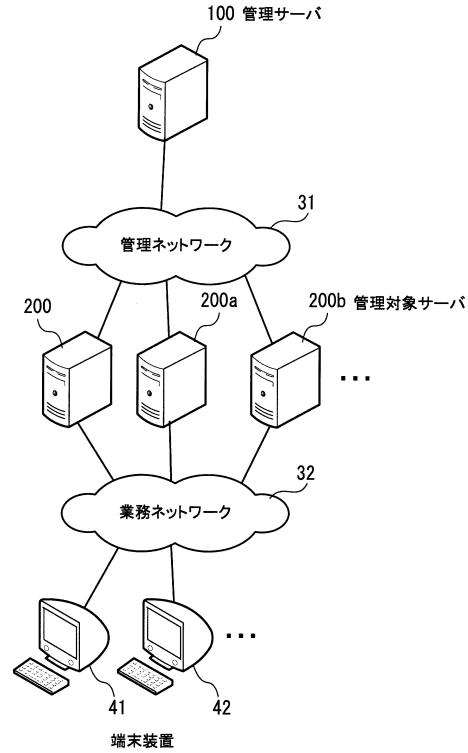 100 管理サーバ
31
管理ネットワーク
200
200a
200b 管理対象サーバ
...
32
業務ネットワーク
...
41
42
端末装置